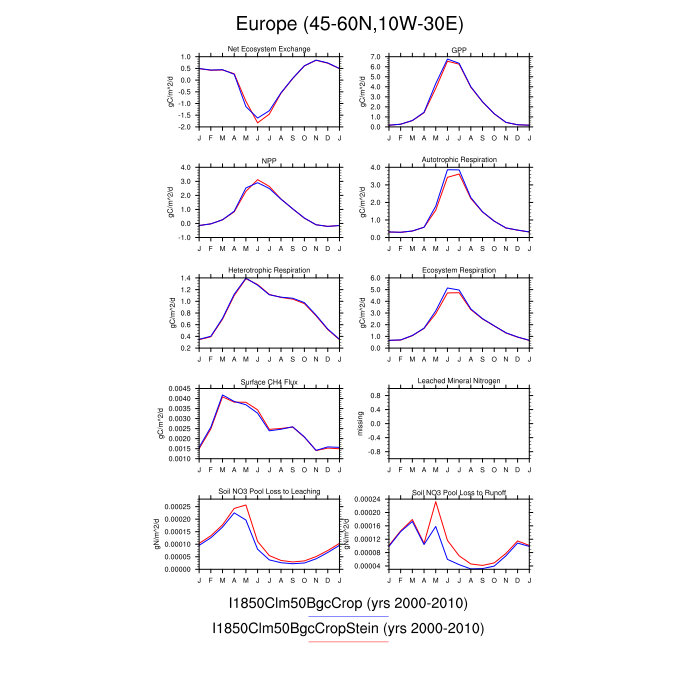 Europe (45-60N,10W-30E)
Net Ecosystem Exchange
GPP
gC/m^2/d
1.0
0.5
0.0
-0.5
-1.0
-1.5
-2.0
J F M A M J J A S O N D J
gC/m^2/d
7.0
6.0
5.0
4.0
3.0
2.0
1.0
0.0
J F M A M J J A S O N D J
NPP
Autotrophic Respiration
gC/m^2/d
4.0
3.0
2.0
1.0
0.0
-1.0
J F M A M J J A S O N D J
gC/m^2/d
4.0
3.0
2.0
1.0
0.0
J F M A M J J A S O N D J
Heterotrophic Respiration
Ecosystem Respiration
gC/m^2/d
1.4
1.2
1.0
0.8
0.6
0.4
0.2
J F M A M J J A S O N D J
gC/m^2/d
6.0
5.0
4.0
3.0
2.0
1.0
0.0
J F M A M J J A S O N D J
Surface CH4 Flux
Leached Mineral Nitrogen
gC/m^2/d
0.0045
0.0040
0.0035
0.0030
0.0025
0.0020
0.0015
0.0010
J F M A M J J A S O N D J
missing
0.8
0.4
0.0
-0.4
-0.8
J F M A M J J A S O N D J
Soil NO3 Pool Loss to Leaching
Soil NO3 Pool Loss to Runoff
gN/m^2/d
0.00025
0.00020
0.00015
0.00010
0.00005
0.00000
J F M A M J J A S O N D J
gN/m^2/d
0.00024
0.00020
0.00016
0.00012
0.00008
0.00004
J F M A M J J A S O N D J
I1850Clm50BgcCrop (yrs 2000-2010)
I1850Clm50BgcCropStein (yrs 2000-2010)